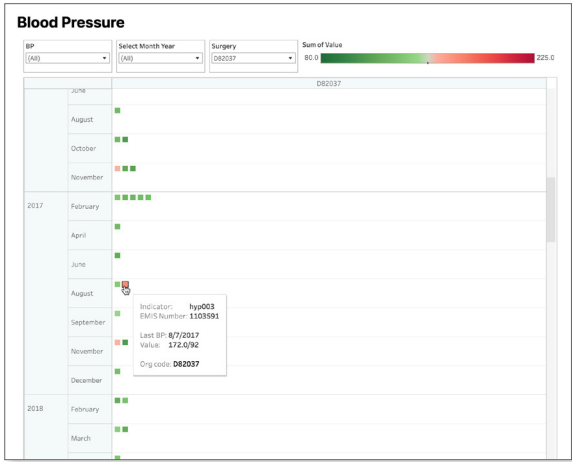 Blood Pressure
BP
(All)
Select Month Year
(All)
Surgery
D82037
Sum of Value
80.0
225.0
D82037
June
August
October
November
2017
February
April
June
August
Indicator: hyp003
EMIS Number: 1103591
Last BP: 8/7/2017
Value: 172.0/92
Org code: D82037
September
November
December
2018
February
March